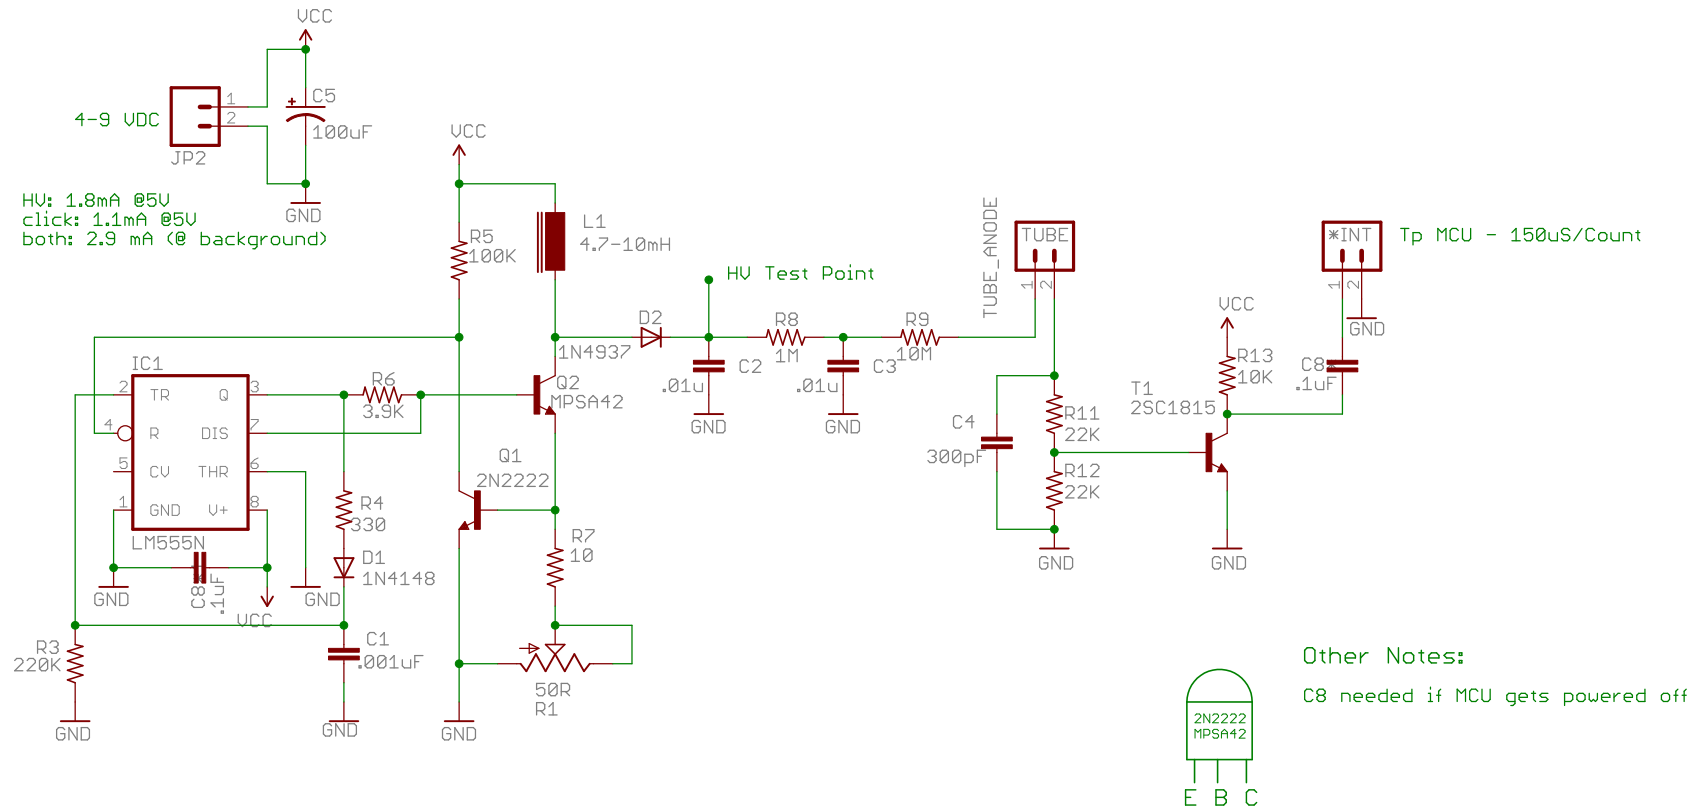 VCC
C5
100uF
4-9 VDC
1
2
JP2
GND
HV: 1.8mA @5V
click: 1.1mA @5V
both: 2.9 mA (@ background)
VCC
R5
100K
L1
4.7-10mH
HV Test Point
D2
1N4937
R8
1M
R9
10M
C2
.01u
GND
C3
.01u
GND
TUBE_ANODE
TUBE
1
2
*INT
1
2
Tp MCU - 150uS/Count
GND
VCC
R13
10K
C8*
.1uF
T1
2SC1815
IC1
2
TR
Q
3
4
R
DIS
7
5
CV
THR
6
1
GND
V+
8
LM555N
R6
3.9K
Q2
MPSA42
Q1
2N2222
R4
330
D1
1N4148
R7
10
C4
300pF
R11
22K
R12
22K
GND
GND
GND
C8*
.1uF
VCC
GND
R3
220K
GND
C1
.001uF
GND
GND
50R
R1
Other Notes:
C8 needed if MCU gets powered off
2N2222
MPSA42
E B C